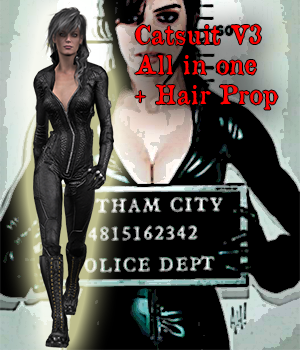 Catsuit V3
All in one
+ Hair Prop
THAM CITY
4815162342
OLICE DEPT